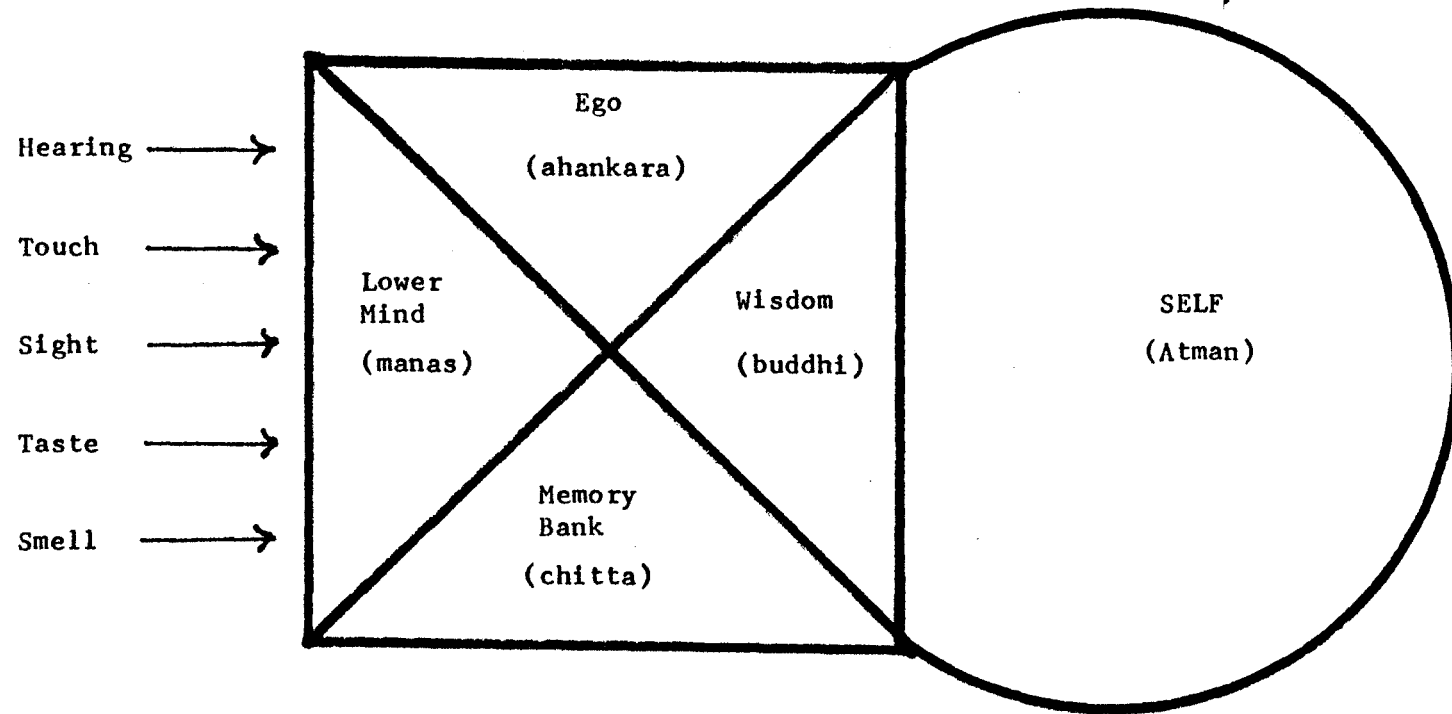 Hearing
Touch
Sight
Taste
Smell
Ego
(ahankara)
Lower
Mind
(manas)
Wisdom
(buddhi)
Memory
Bank
(chitta)
SELF
(Atman)